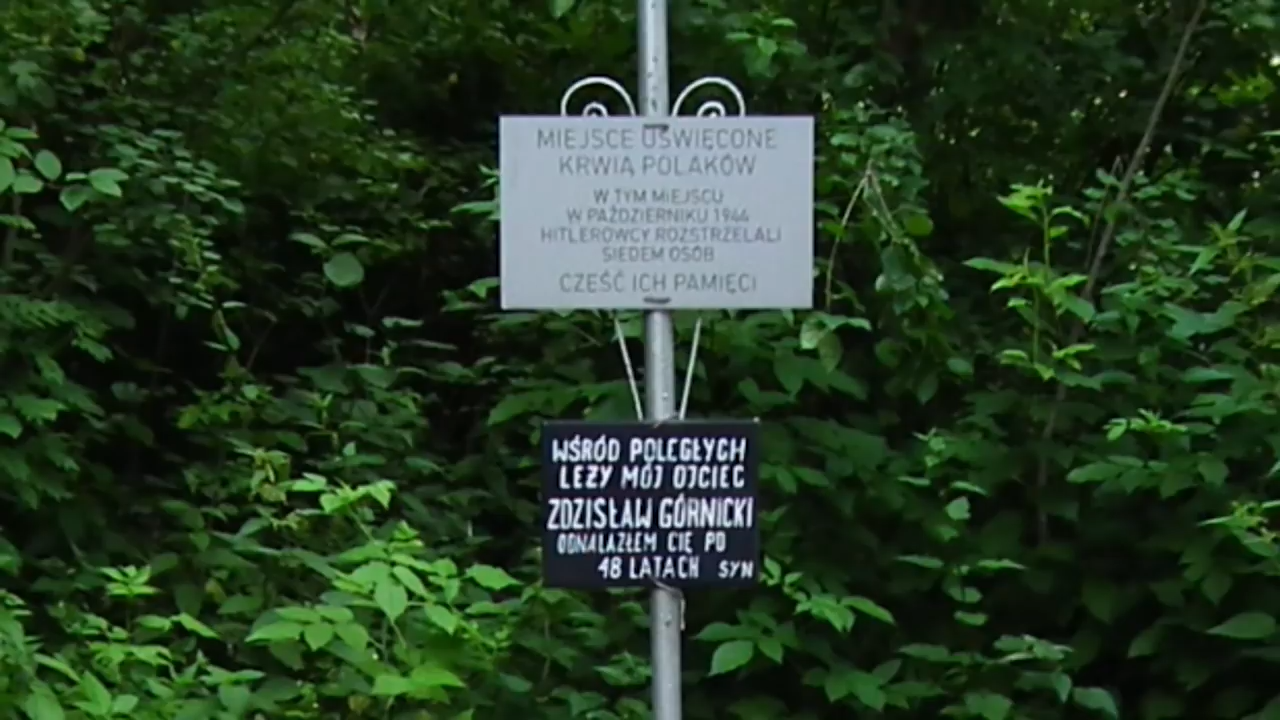 MIEJSCE UŚWIĘCONE
KRWIĄ POLAKÓW
W TYM MIEJSCU
W PAŹDZIERNIKU 1944
HITLEROWCY ROZSTRZELALI
SIEDEM OSÓB
CZEŚĆ ICH PAMIĘCI
WŚRÓD POLEGŁYCH
LEŻY MÓJ OJCIEC
ZDZISŁAW GÓRNICKI
ODNALAZŁEM CIĘ PO
48 LATACH SYN